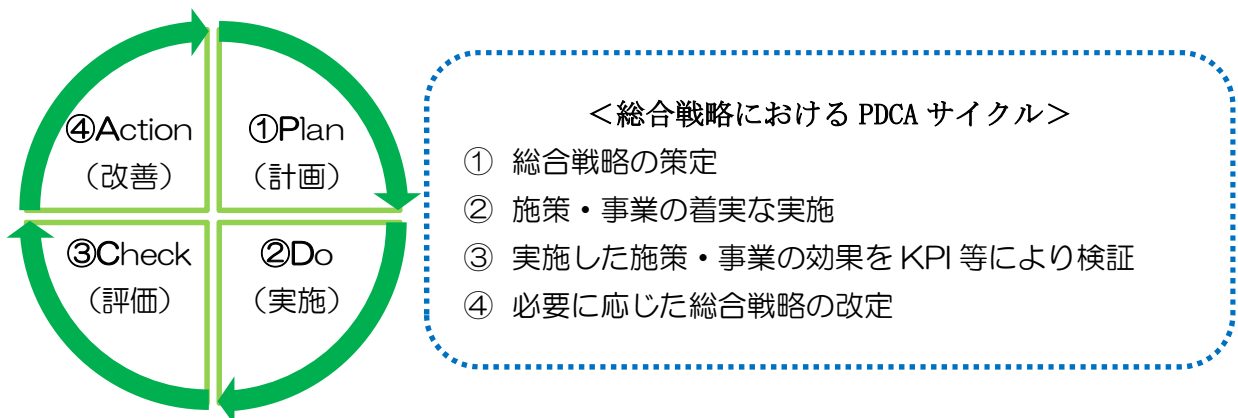 ④Action
（改善）
①Plan
（計画）
③Check
（評価）
②Do
（実施）
＜総合戦略における PDCA サイクル＞
① 総合戦略の策定
② 施策・事業の着実な実施
③ 実施した施策・事業の効果を KPI 等により検証
④ 必要に応じた総合戦略の改定